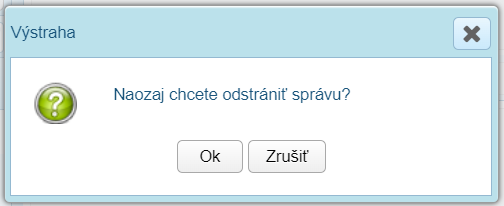 Výstraha
Naozaj chcete odstrániť správu?
Ok
Zrušiť